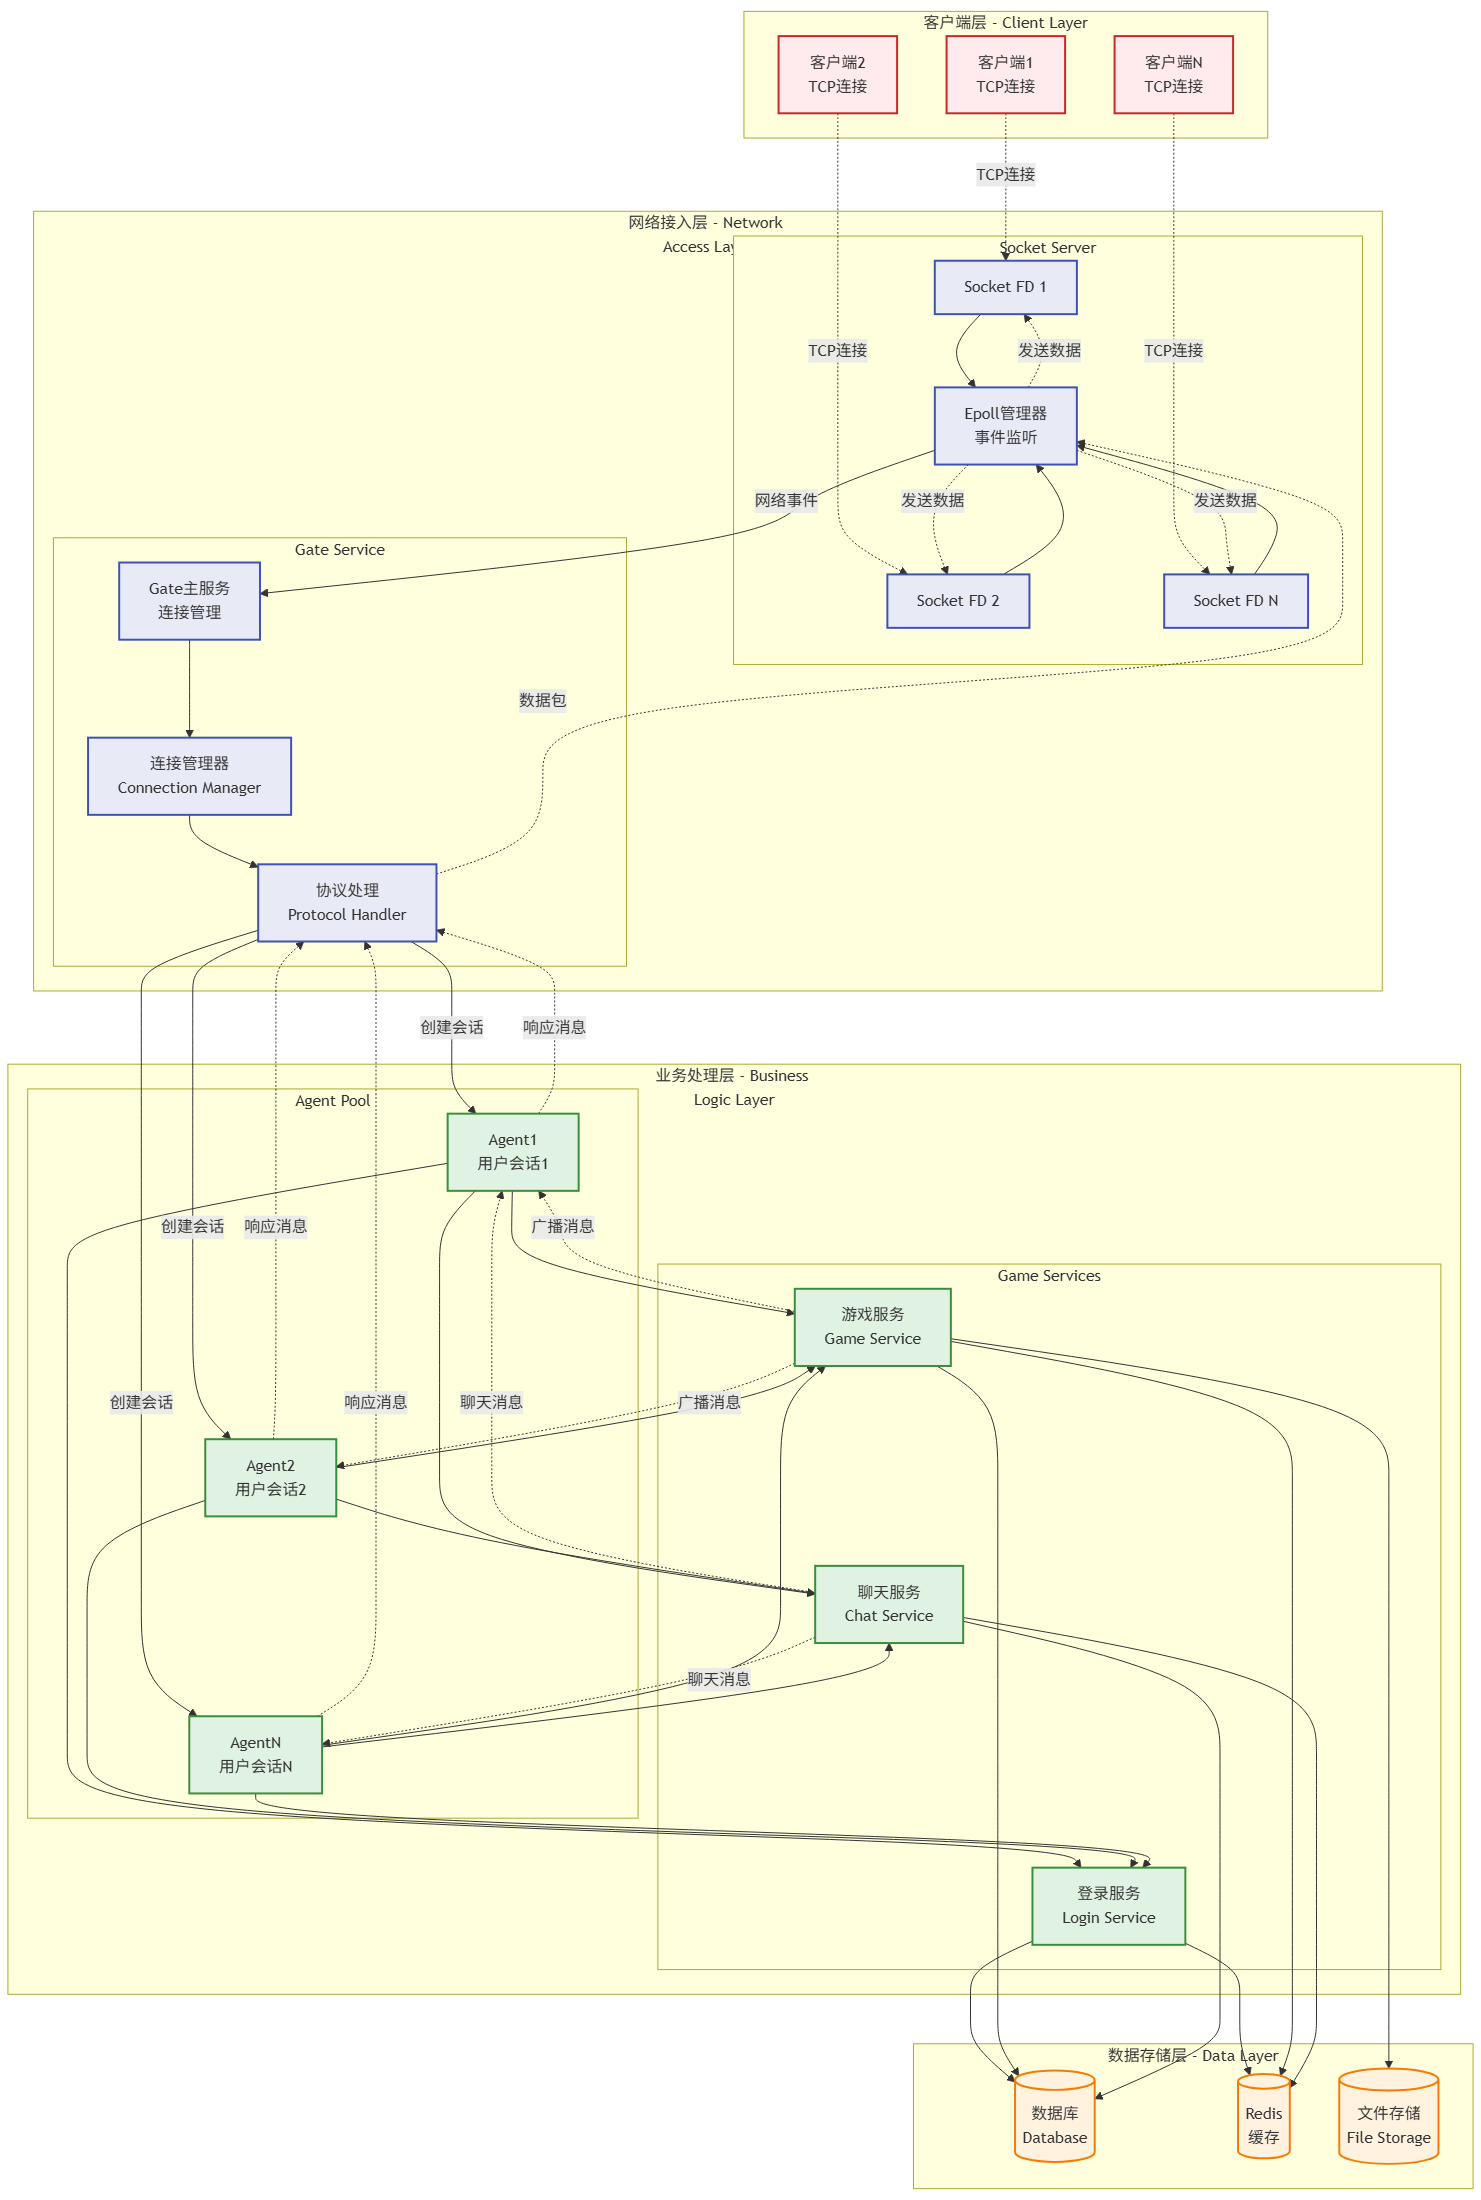 客户端层 - Client Layer
客户端2
TCP连接
客户端1
TCP连接
客户端N
TCP连接
TCP连接
网络接入层 - Network
Access Lay
Socket Server
Socket FD 1
TCP连接
发送数据
TCP连接
Epoll管理器
事件监听
网络事件
发送数据
发送数据
Gate Service
Gate主服务
连接管理
Socket FD 2
Socket FD N
数据包
连接管理器
Connection Manager
协议处理
Protocol Handler
创建会话
响应消息
业务处理层 - Business
Logic Layer
Agent Pool
Agent1
用户会话1
创建会话
响应消息
广播消息
Game Services
游戏服务
Game Service
创建会话
响应消息
聊天消息
广播消息
Agent2
用户会话2
聊天服务
Chat Service
聊天消息
AgentN
用户会话N
登录服务
Login Service
数据存储层 - Data Layer
数据库
Database
Redis
缓存
文件存储
File Storage